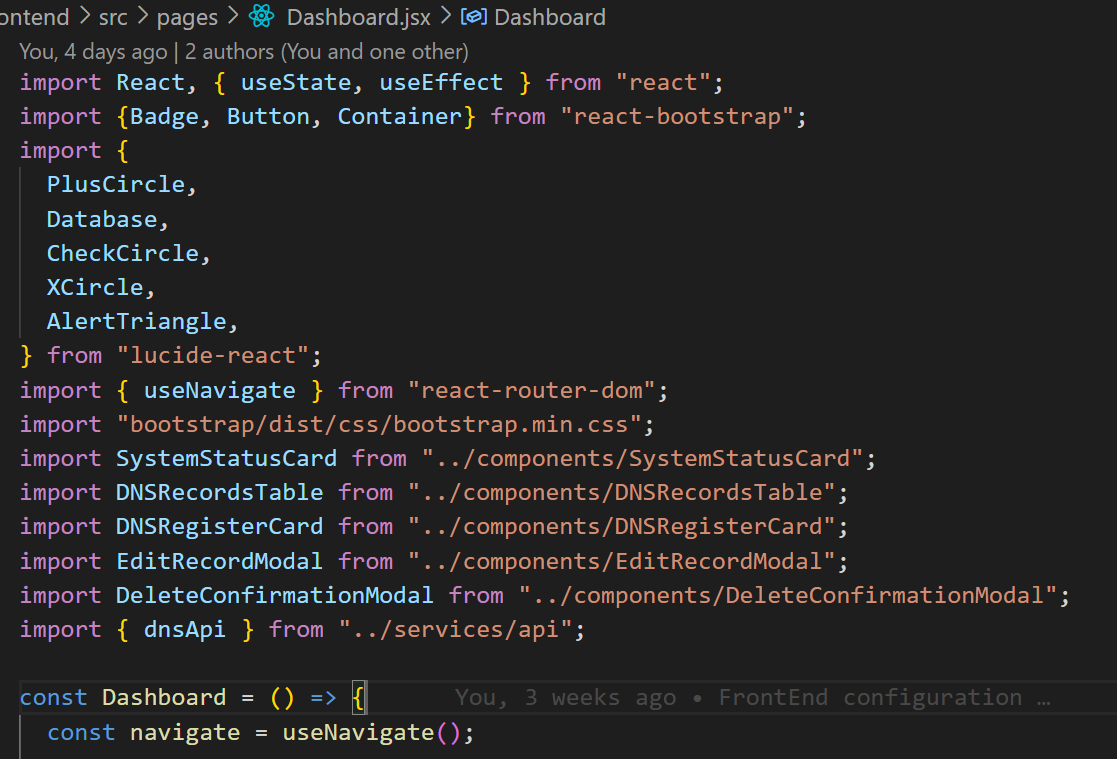 ontend > src > pages > Dashboard.jsx > Dashboard
You, 4 days ago | 2 authors (You and one other)
import React, { useState, useEffect } from "react";
import {Badge, Button, Container} from "react-bootstrap";
import {
  PlusCircle,
  Database,
  CheckCircle,
  XCircle,
  AlertTriangle,
} from "lucide-react";
import { useNavigate } from "react-router-dom";
import "bootstrap/dist/css/bootstrap.min.css";
import SystemStatusCard from "../components/SystemStatusCard";
import DNSRecordsTable from "../components/DNSRecordsTable";
import DNSRegisterCard from "../components/DNSRegisterCard";
import EditRecordModal from "../components/EditRecordModal";
import DeleteConfirmationModal from "../components/DeleteConfirmationModal";
import { dnsApi } from "../services/api";
const Dashboard = () => { You, 3 weeks ago • FrontEnd configuration …
  const navigate = useNavigate();